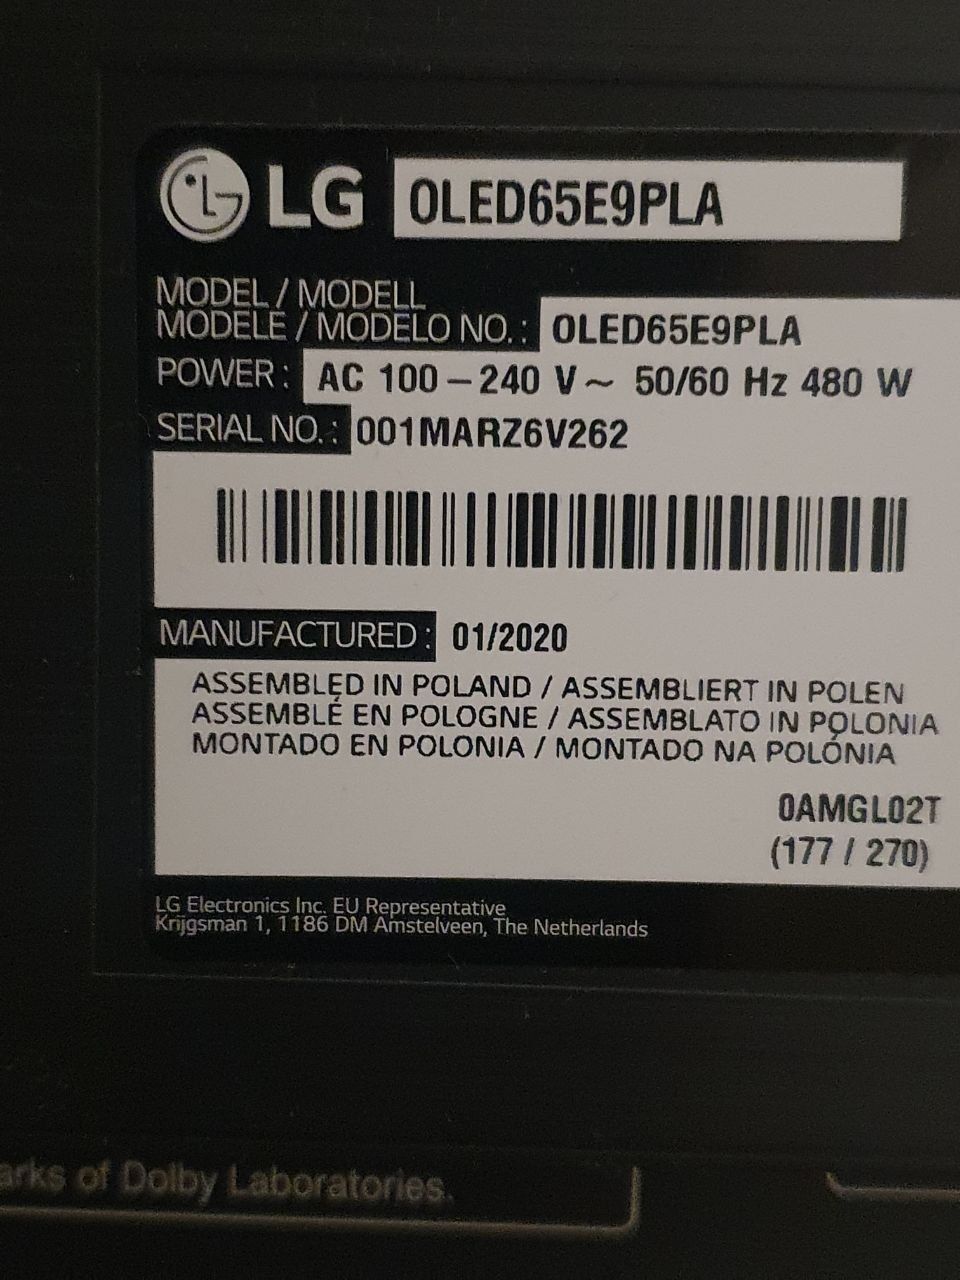 LG OLED65E9PLA
MODEL / MODELL
MODÈLE / MODELO NO.: OLED65E9PLA
POWER: AC 100–240 V~ 50/60 Hz 480 W
SERIAL NO.: 001MARZ6V262
MANUFACTURED: 01/2020
ASSEMBLED IN POLAND / ASSEMBLIERT IN POLEN
ASSEMBLÉ EN POLOGNE / ASSEMBLATO IN POLONIA
MONTADO EN POLONIA / MONTADO NA POLÓNIA
0AMGL02T
(177 / 270)
LG Electronics Inc. EU Representative
Krijgsman 1, 1186 DM Amstelveen, The Netherlands
arks of Dolby Laboratories.